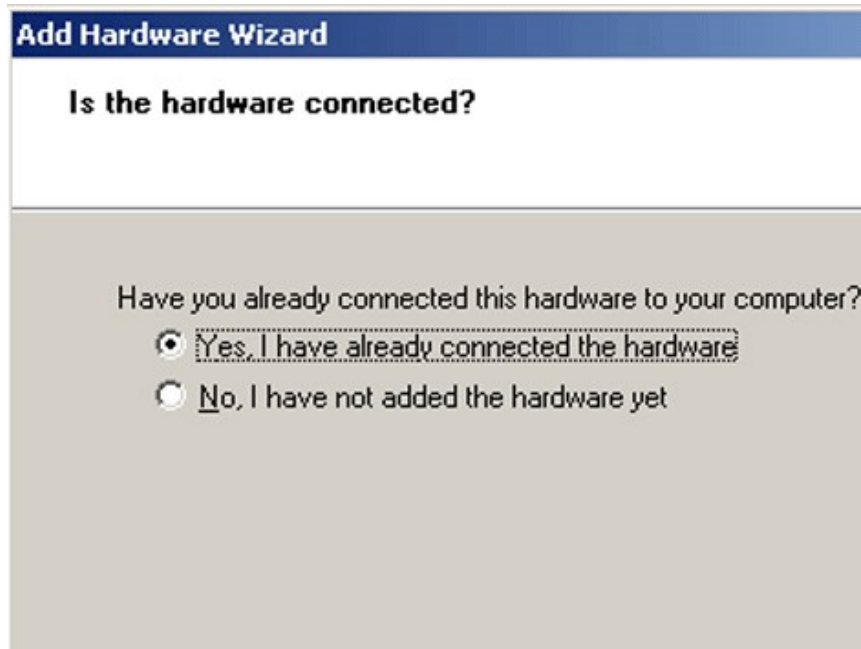 Add Hardware Wizard
Is the hardware connected?
Have you already connected this hardware to your computer?
Yes, I have already connected the hardware
No, I have not added the hardware yet